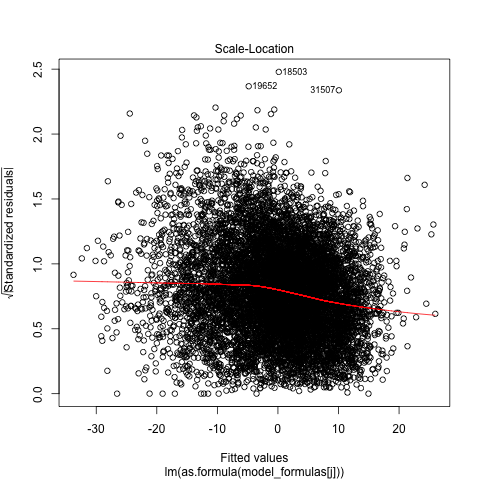 Scale-Location
18503
19652
31507
2.5
2.0
1.5
1.0
0.5
0.0
√|Standardized residuals|
-30 -20 -10 0 10 20
Fitted values
lm(as.formula(model_formulas[j]))